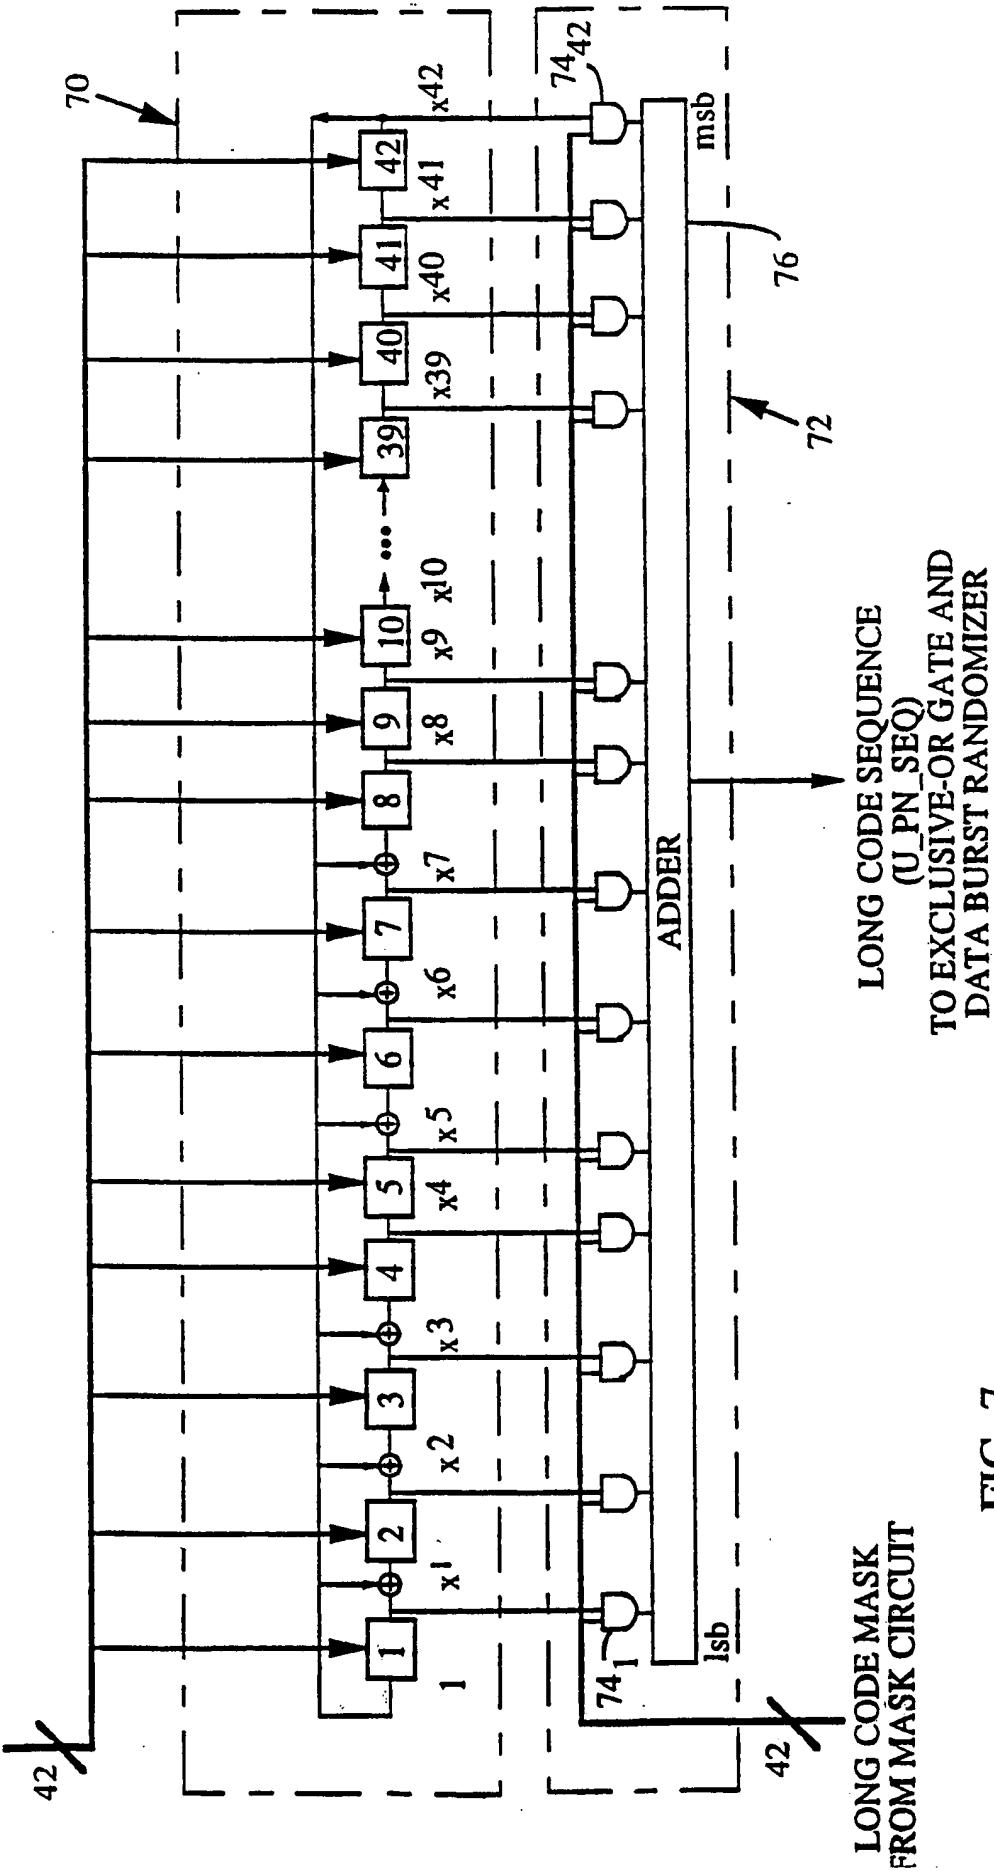 42
70
1
1
x1
2
x2
3
x3
4
x4
5
x5
6
x6
7
x7
8
x8
9
x9
10
x10
...
39
x39
40
x40
41
x41
42
x42
74 1
74 42
lsb
ADDER
msb
76
72
42
LONG CODE MASK
FROM MASK CIRCUIT
LONG CODE SEQUENCE
(U_PN_SEQ)
TO EXCLUSIVE-OR GATE AND
DATA BURST RANDOMIZER
FIG. 7